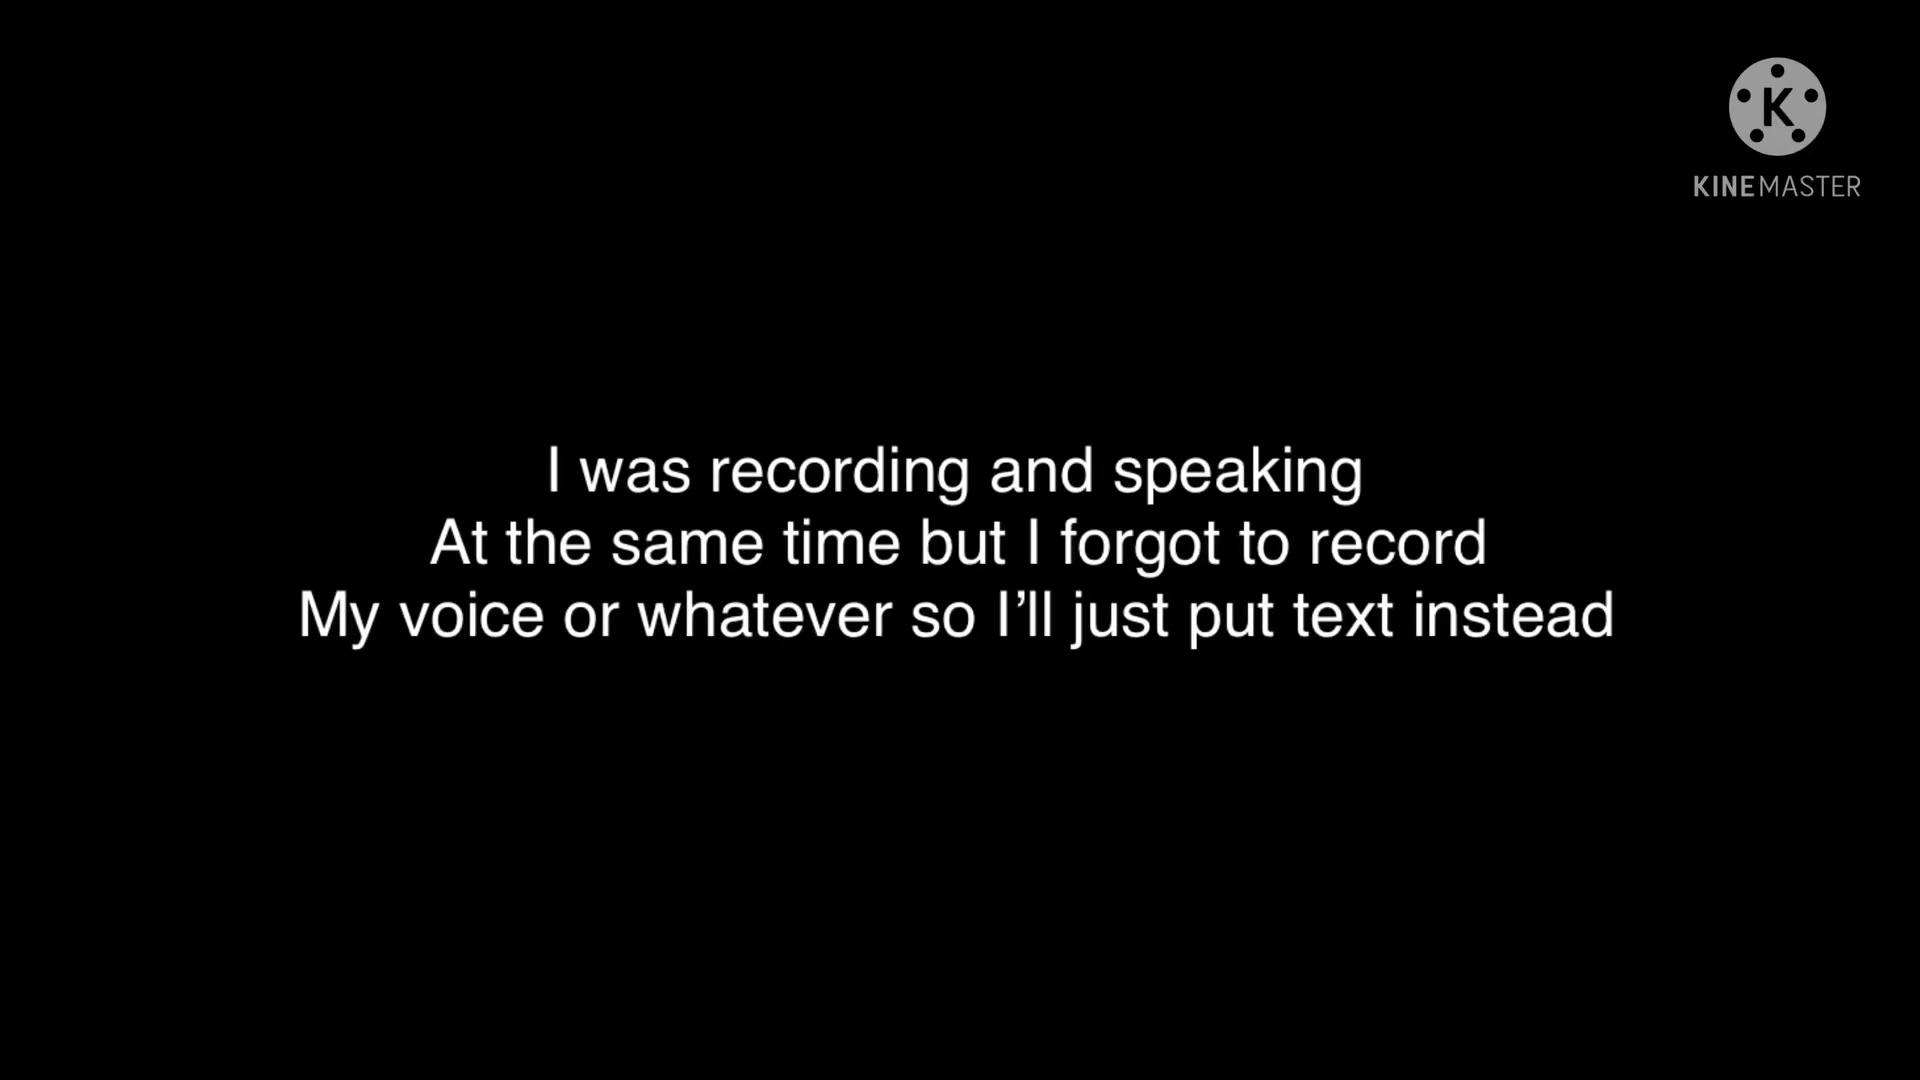 K
KINEMASTER
I was recording and speaking
At the same time but I forgot to record
My voice or whatever so I’ll just put text instead